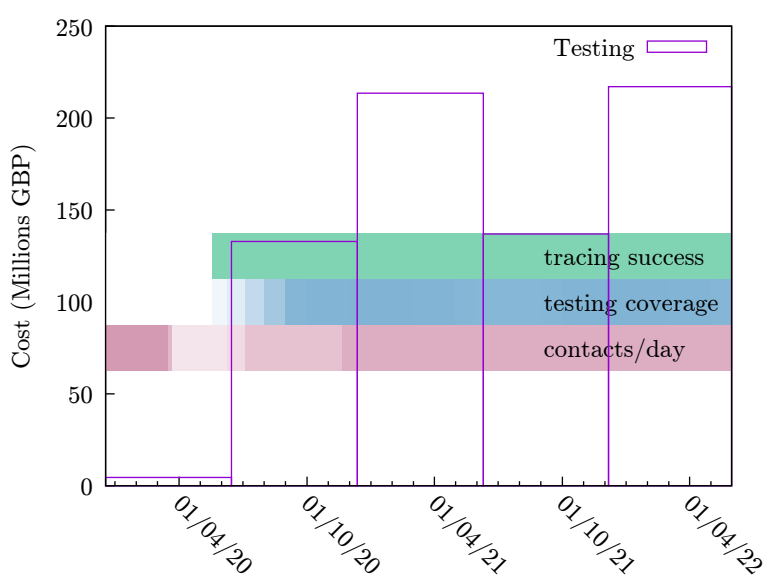 250
Testing
200
Cost (Millions GBP)
150
tracing success
testing coverage
100
contacts/day
50
0
01/04/20
01/10/20
01/04/21
01/10/21
01/04/22